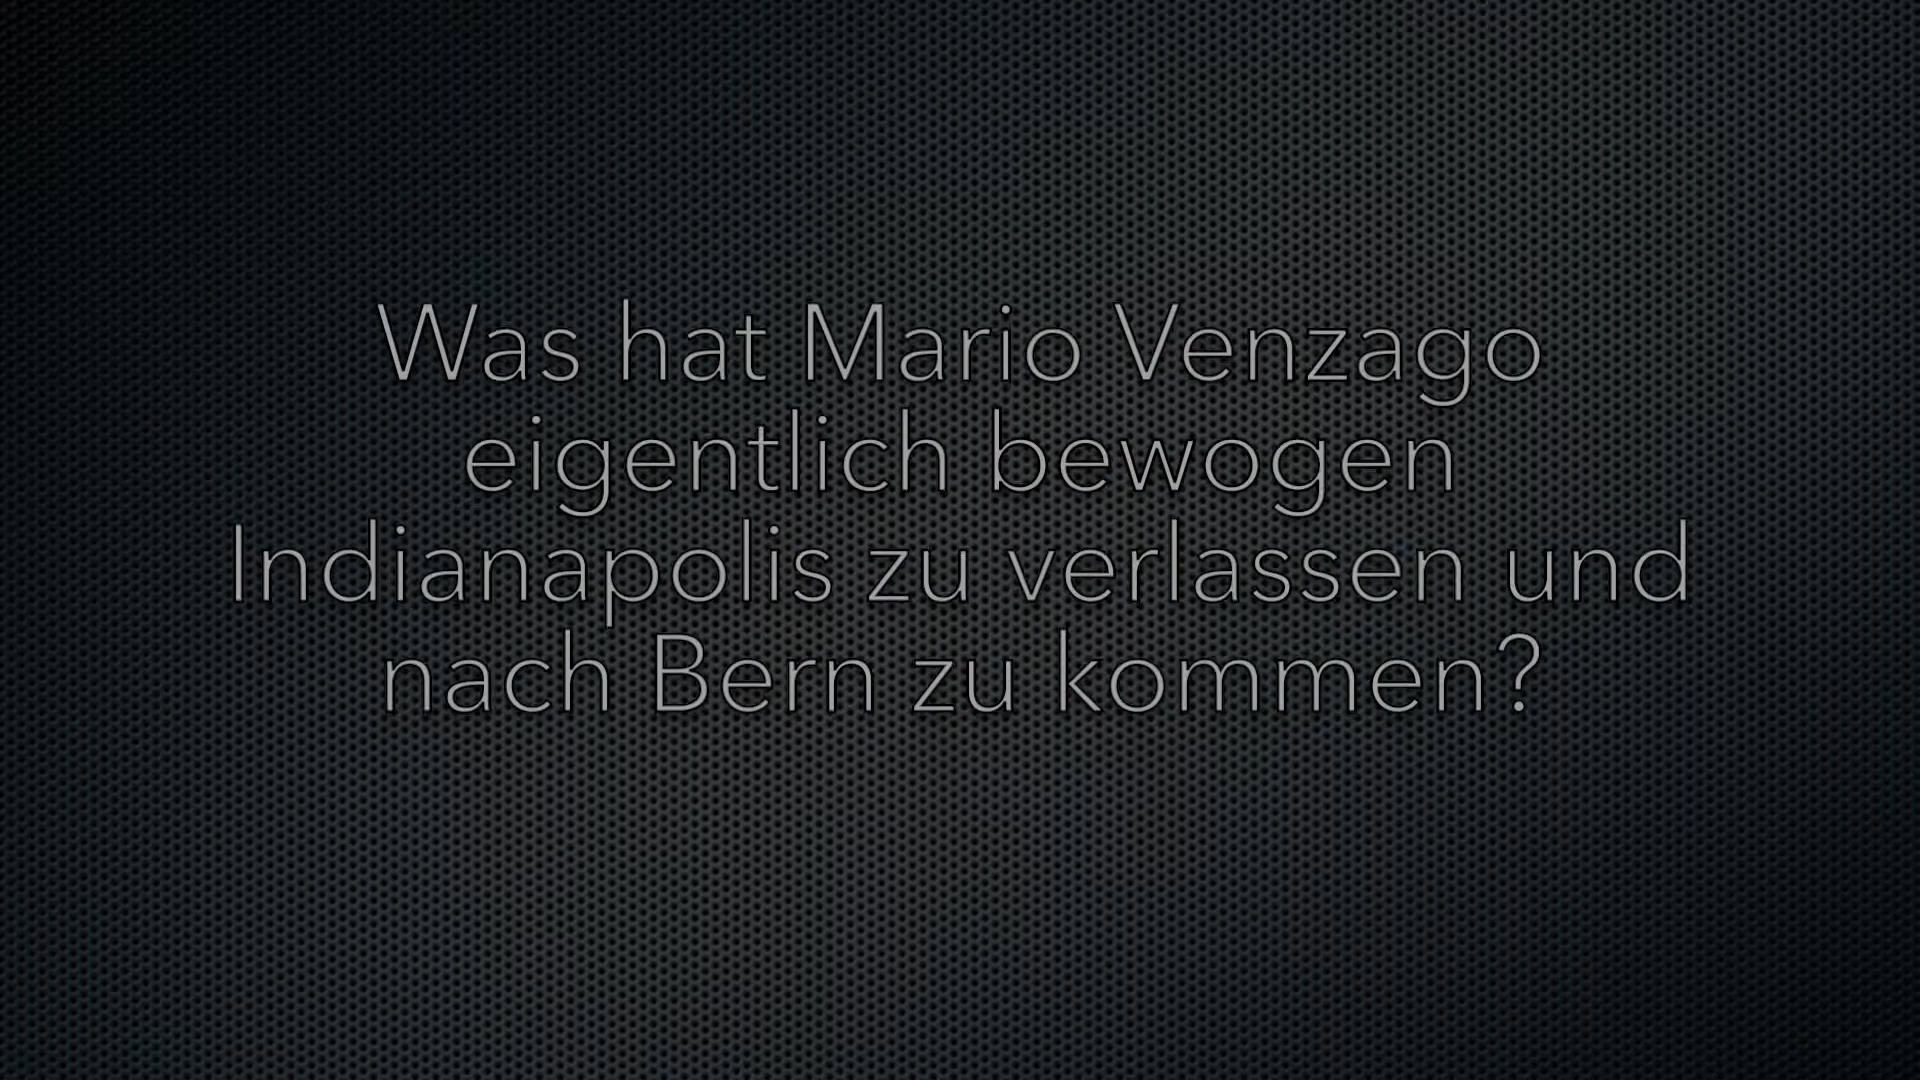 Was hat Mario Venzago
eigentlich bewogen
Indianapolis zu verlassen und
nach Bern zu kommen?